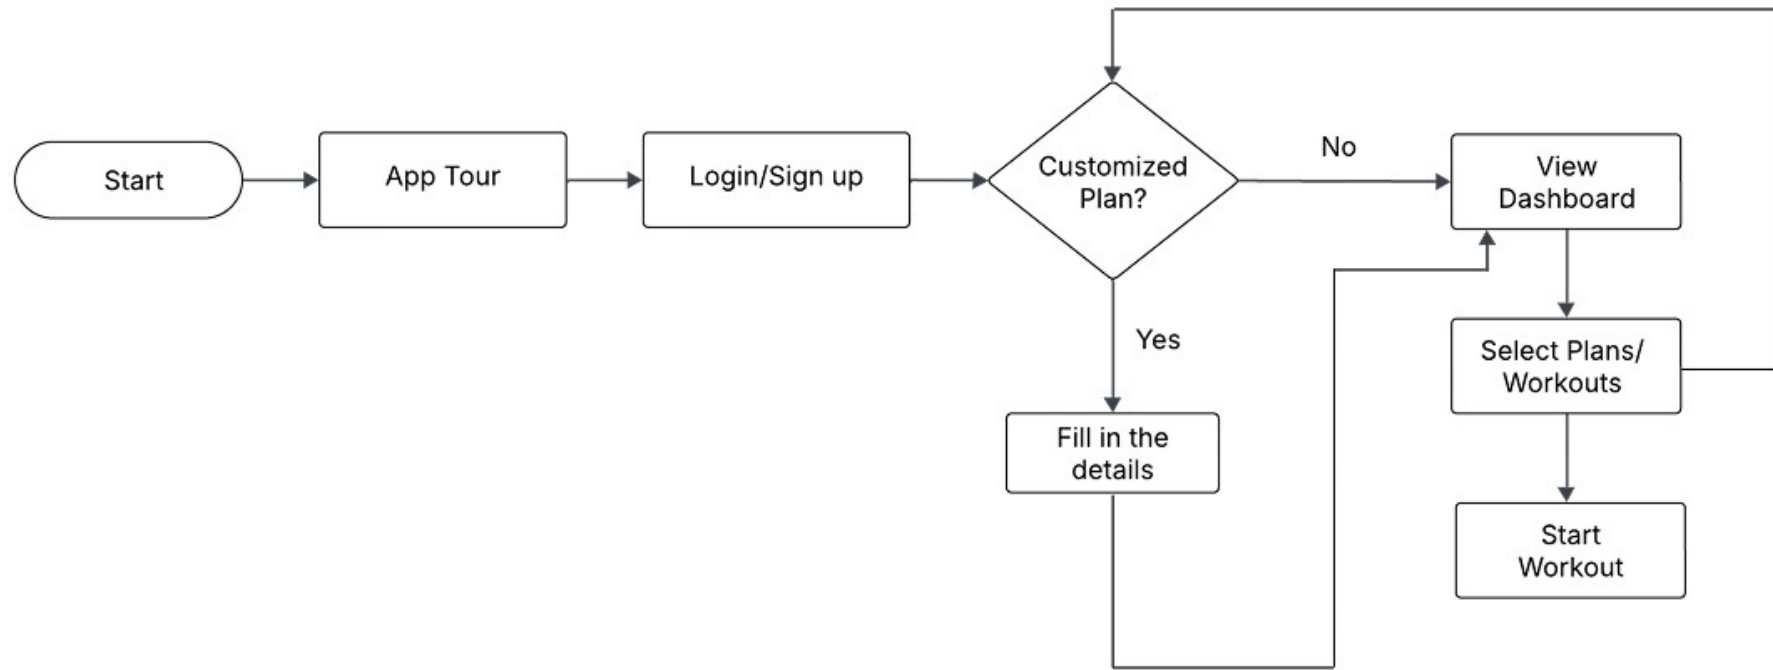 Start
App Tour
Login/Sign up
Customized
Plan?
No
View
Dashboard
Yes
Select Plans/
Workouts
Fill in the
details
Start
Workout